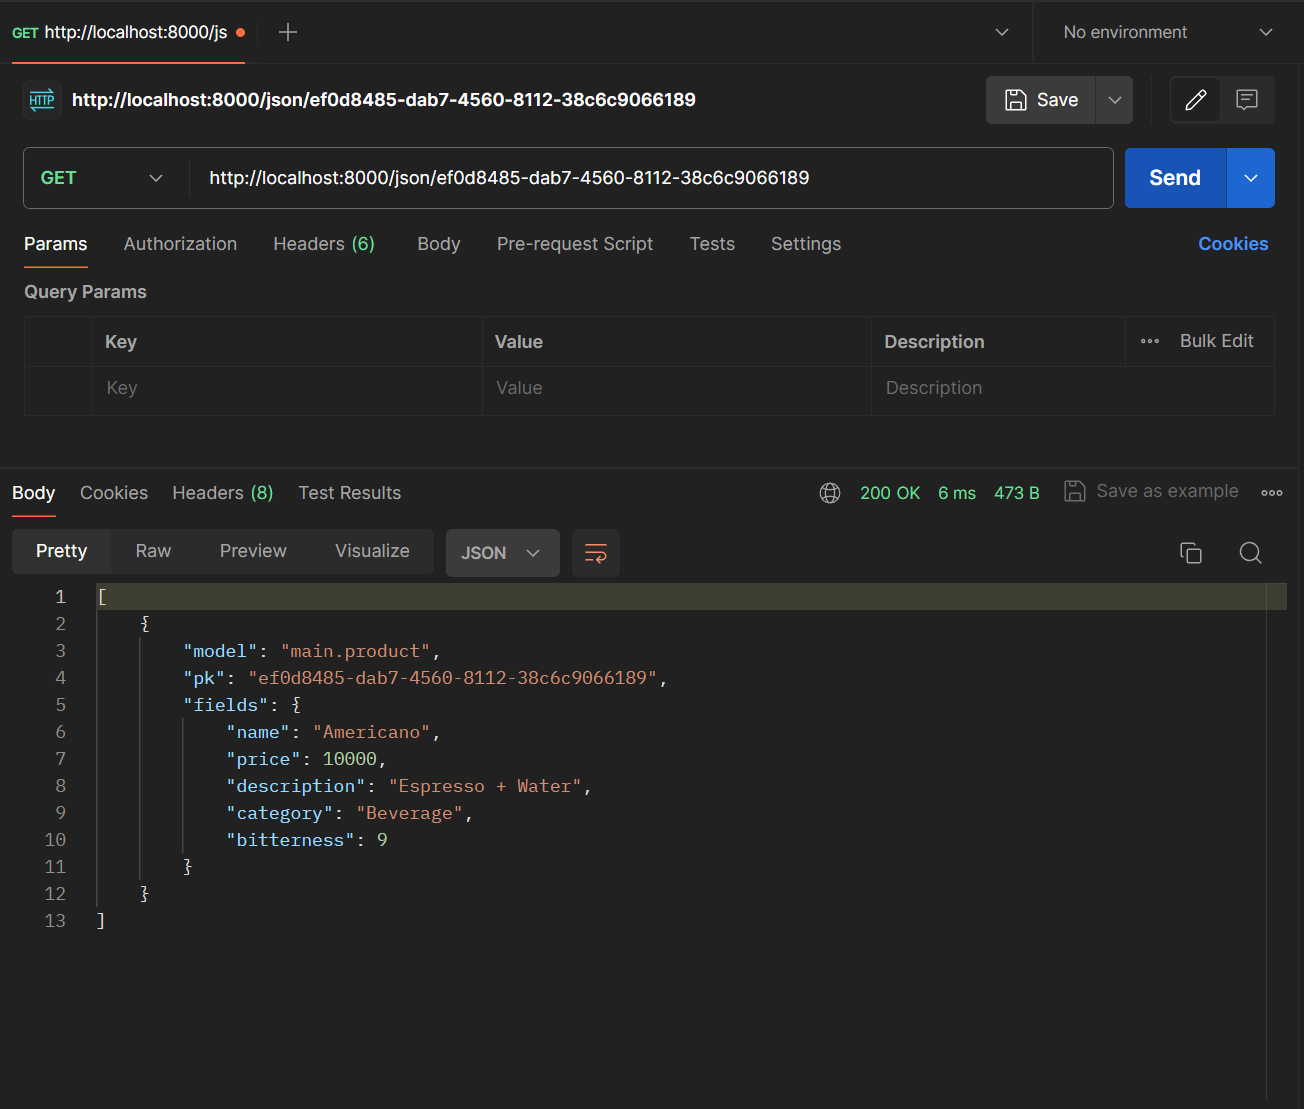 GET http://localhost:8000/js
No environment
HTTP http://localhost:8000/json/ef0d8485-dab7-4560-8112-38c6c9066189
Save
GET http://localhost:8000/json/ef0d8485-dab7-4560-8112-38c6c9066189 Send
Params Authorization Headers (6) Body Pre-request Script Tests Settings Cookies
Query Params
Key Value Description Bulk Edit
Key Value Description
Body Cookies Headers (8) Test Results 200 OK 6 ms 473 B Save as example
Pretty Raw Preview Visualize JSON
1 [
2 {
3 "model": "main.product",
4 "pk": "ef0d8485-dab7-4560-8112-38c6c9066189",
5 "fields": {
6 "name": "Americano",
7 "price": 10000,
8 "description": "Espresso + Water",
9 "category": "Beverage",
10 "bitterness": 9
11 }
12 }
13 ]